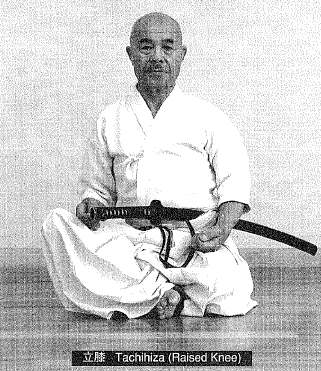 立膝 Tachihiza (Raised Knee)